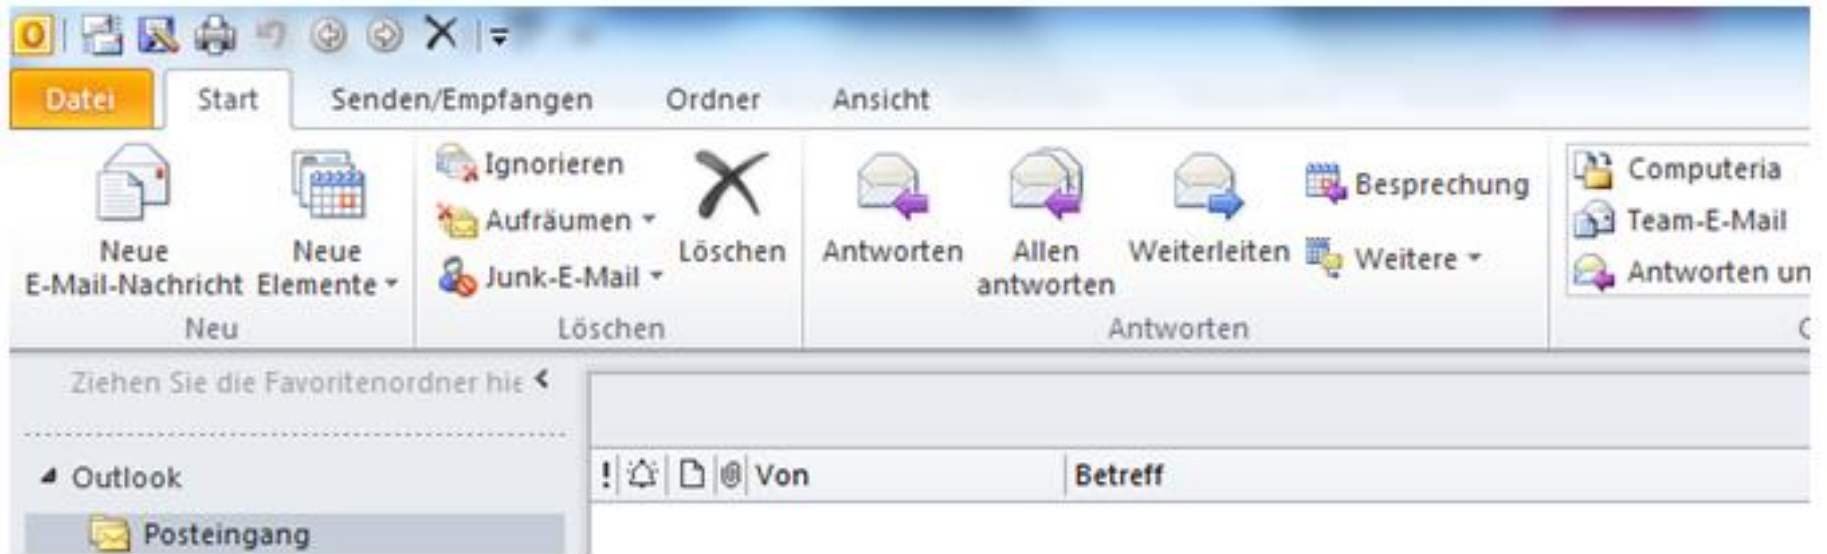 Datei Start Senden/Empfangen Ordner Ansicht
Neue E-Mail-Nachricht
Neue Elemente
Ignorieren
Aufräumen
Junk-E-Mail
Löschen
Antworten
Allen antworten
Weiterleiten
Besprechung
Weitere
Computeria
Team-E-Mail
Antworten un
Neu Löschen Antworten
Ziehen Sie die Favoritenordner hie
! Von Betreff
Outlook
Posteingang